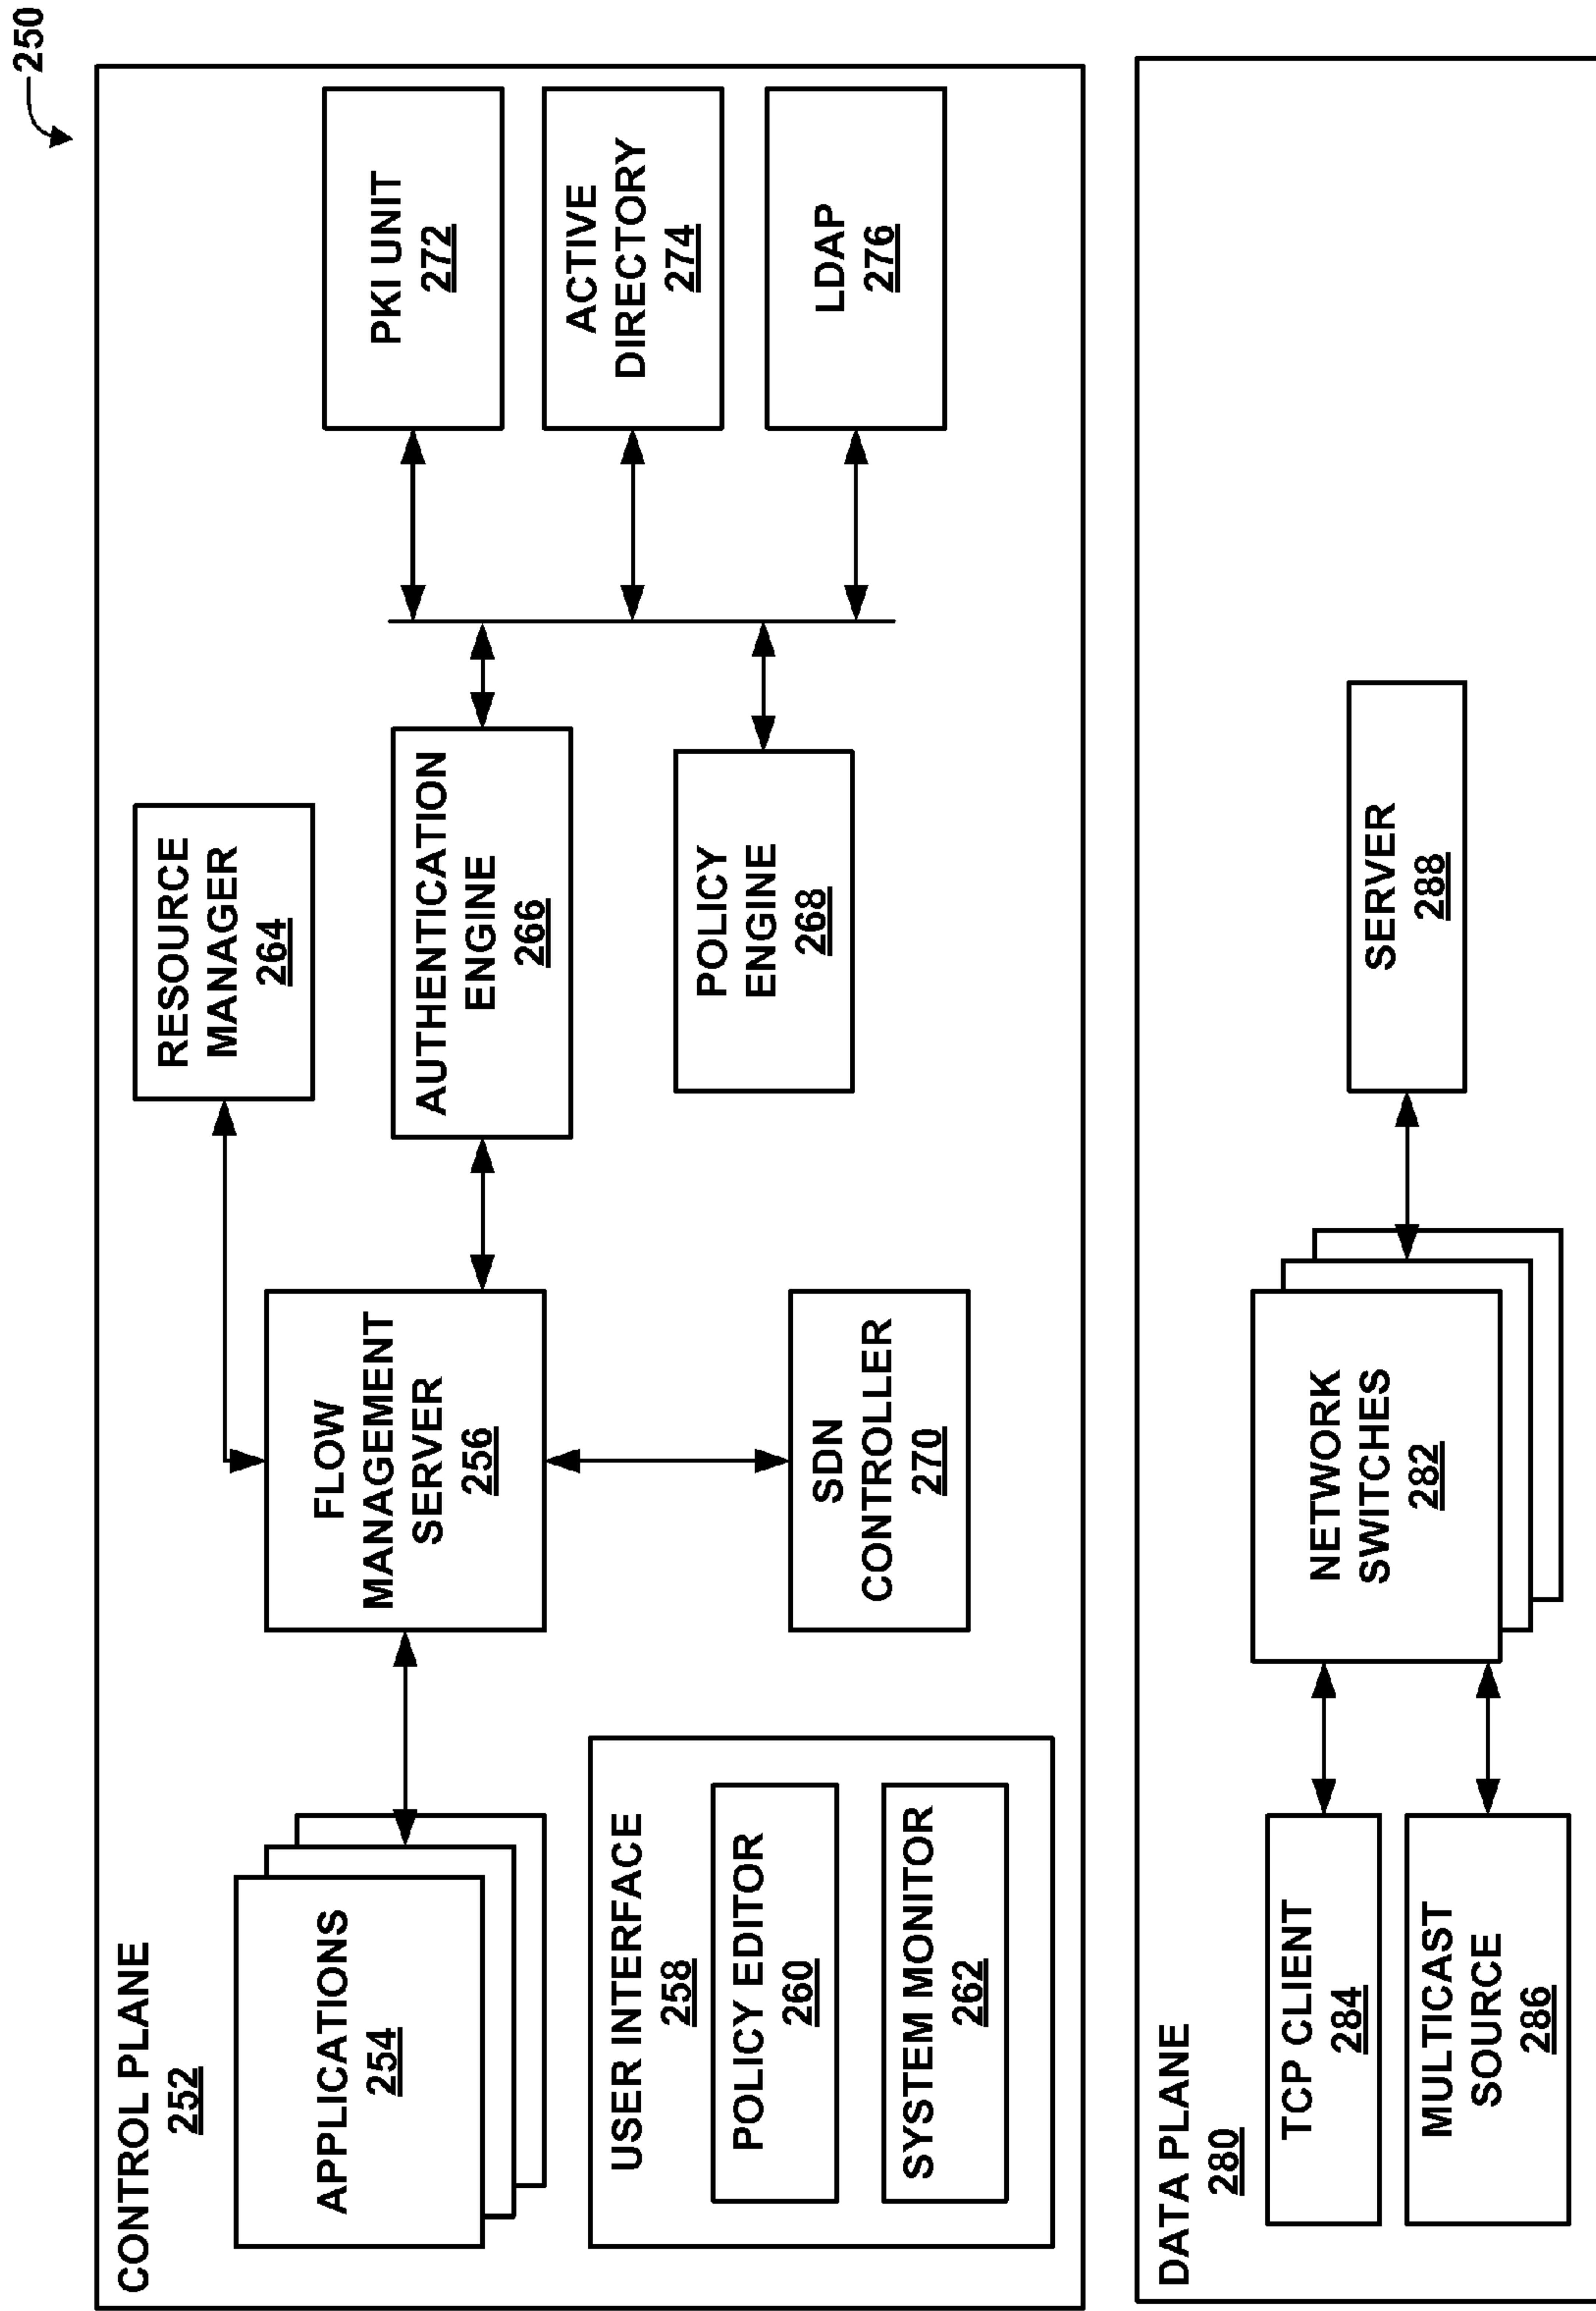 250
CONTROL PLANE
252
APPLICATIONS
254
FLOW
MANAGEMENT
SERVER
256
RESOURCE
MANAGER
264
AUTHENTICATION
ENGINE
266
PKI UNIT
272
ACTIVE
DIRECTORY
274
LDAP
276
POLICY
ENGINE
268
SDN
CONTROLLER
270
USER INTERFACE
258
POLICY EDITOR
260
SYSTEM MONITOR
262
DATA PLANE
280
TCP CLIENT
284
MULTICAST
SOURCE
286
NETWORK
SWITCHES
282
SERVER
288